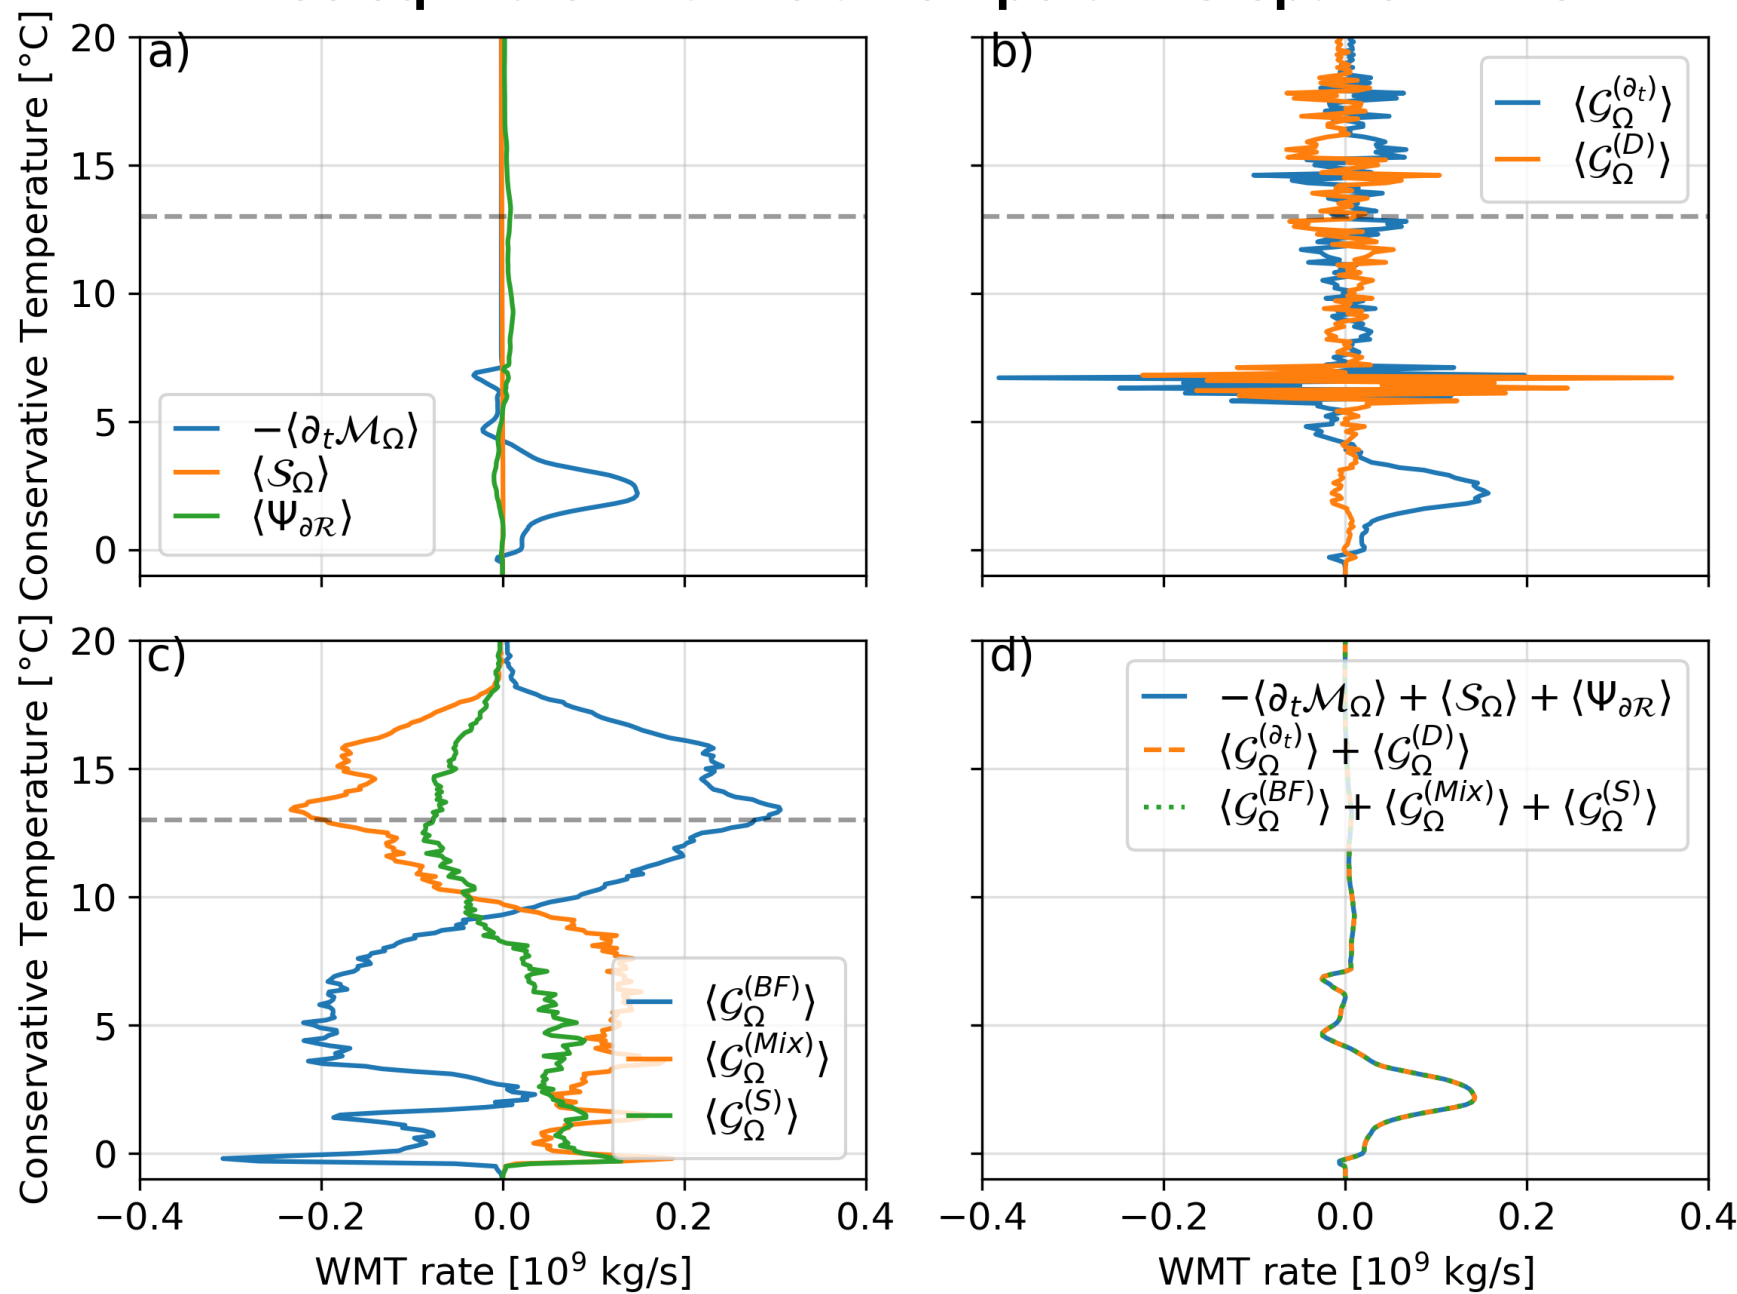 a)
b)
20
15
10
5
0
Conservative Temperature [°C]
−⟨∂ₜℳ_Ω⟩
⟨𝒮_Ω⟩
⟨Ψ_∂ℛ⟩
⟨𝒢_Ω^(∂ₜ)⟩
⟨𝒢_Ω^(D)⟩
c)
d)
20
15
10
5
0
Conservative Temperature [°C]
⟨𝒢_Ω^(BF)⟩
⟨𝒢_Ω^(Mix)⟩
⟨𝒢_Ω^(S)⟩
−⟨∂ₜℳ_Ω⟩ + ⟨𝒮_Ω⟩ + ⟨Ψ_∂ℛ⟩
⟨𝒢_Ω^(∂ₜ)⟩ + ⟨𝒢_Ω^(D)⟩
⟨𝒢_Ω^(BF)⟩ + ⟨𝒢_Ω^(Mix)⟩ + ⟨𝒢_Ω^(S)⟩
−0.4 −0.2 0.0 0.2 0.4
−0.4 −0.2 0.0 0.2 0.4
WMT rate [10⁹ kg/s]
WMT rate [10⁹ kg/s]